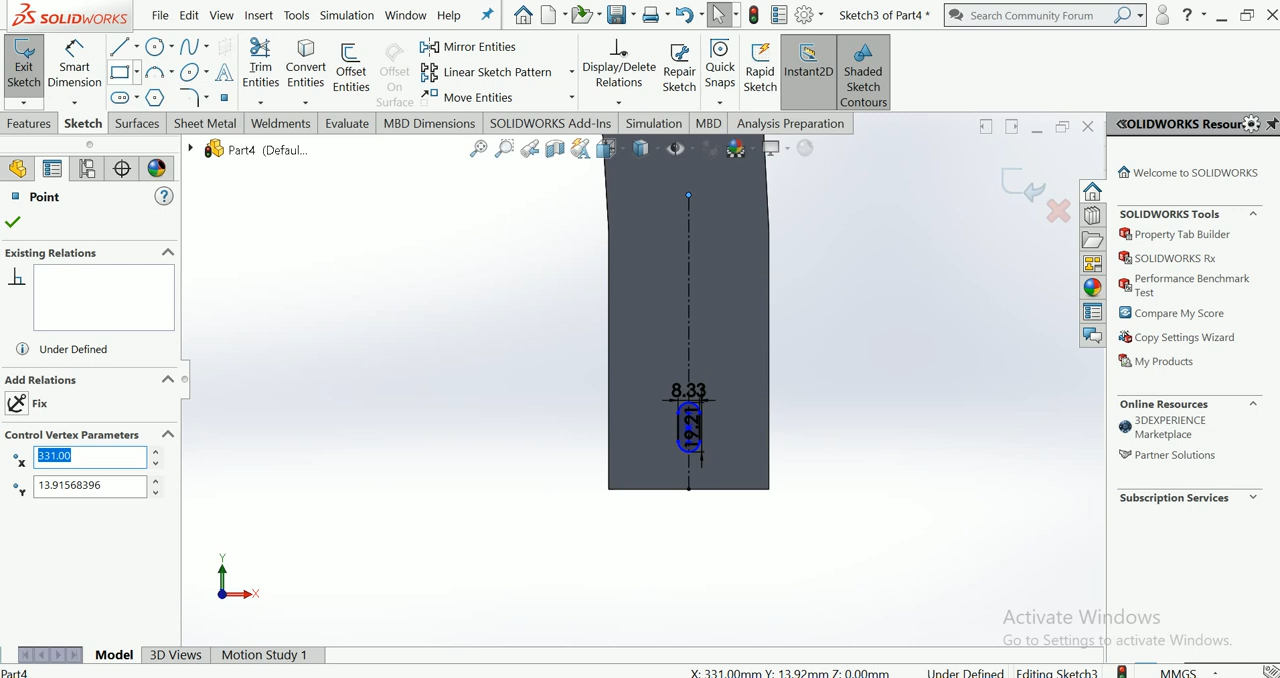 SOLIDWORKS File Edit View Insert Tools Simulation Window Help Sketch3 of Part4 * Search Community Forum ?
Exit Sketch
Smart Dimension
Trim Entities
Convert Entities
Offset Entities
Offset On Surface
Mirror Entities
Linear Sketch Pattern
Move Entities
Display/Delete Relations
Repair Sketch
Quick Snaps
Rapid Sketch
Instant2D
Shaded Sketch Contours
Features Sketch Surfaces Sheet Metal Weldments Evaluate MBD Dimensions SOLIDWORKS Add-Ins Simulation MBD Analysis Preparation
Part4 (Defaul...
Point
?
Existing Relations
Under Defined
Add Relations
Fix
Control Vertex Parameters
X 331.00
Y 13.91568396
8.33
19.21
Y
X
SOLIDWORKS Resour
Welcome to SOLIDWORKS
SOLIDWORKS Tools
Property Tab Builder
SOLIDWORKS Rx
Performance Benchmark
Test
Compare My Score
Copy Settings Wizard
My Products
Online Resources
3DEXPERIENCE
Marketplace
Partner Solutions
Subscription Services
Activate Windows
Go to Settings to activate Windows.
Model 3D Views Motion Study 1
Part4 X: 331.00mm Y: 13.92mm Z: 0.00mm Under Defined Editing Sketch3 MMGS